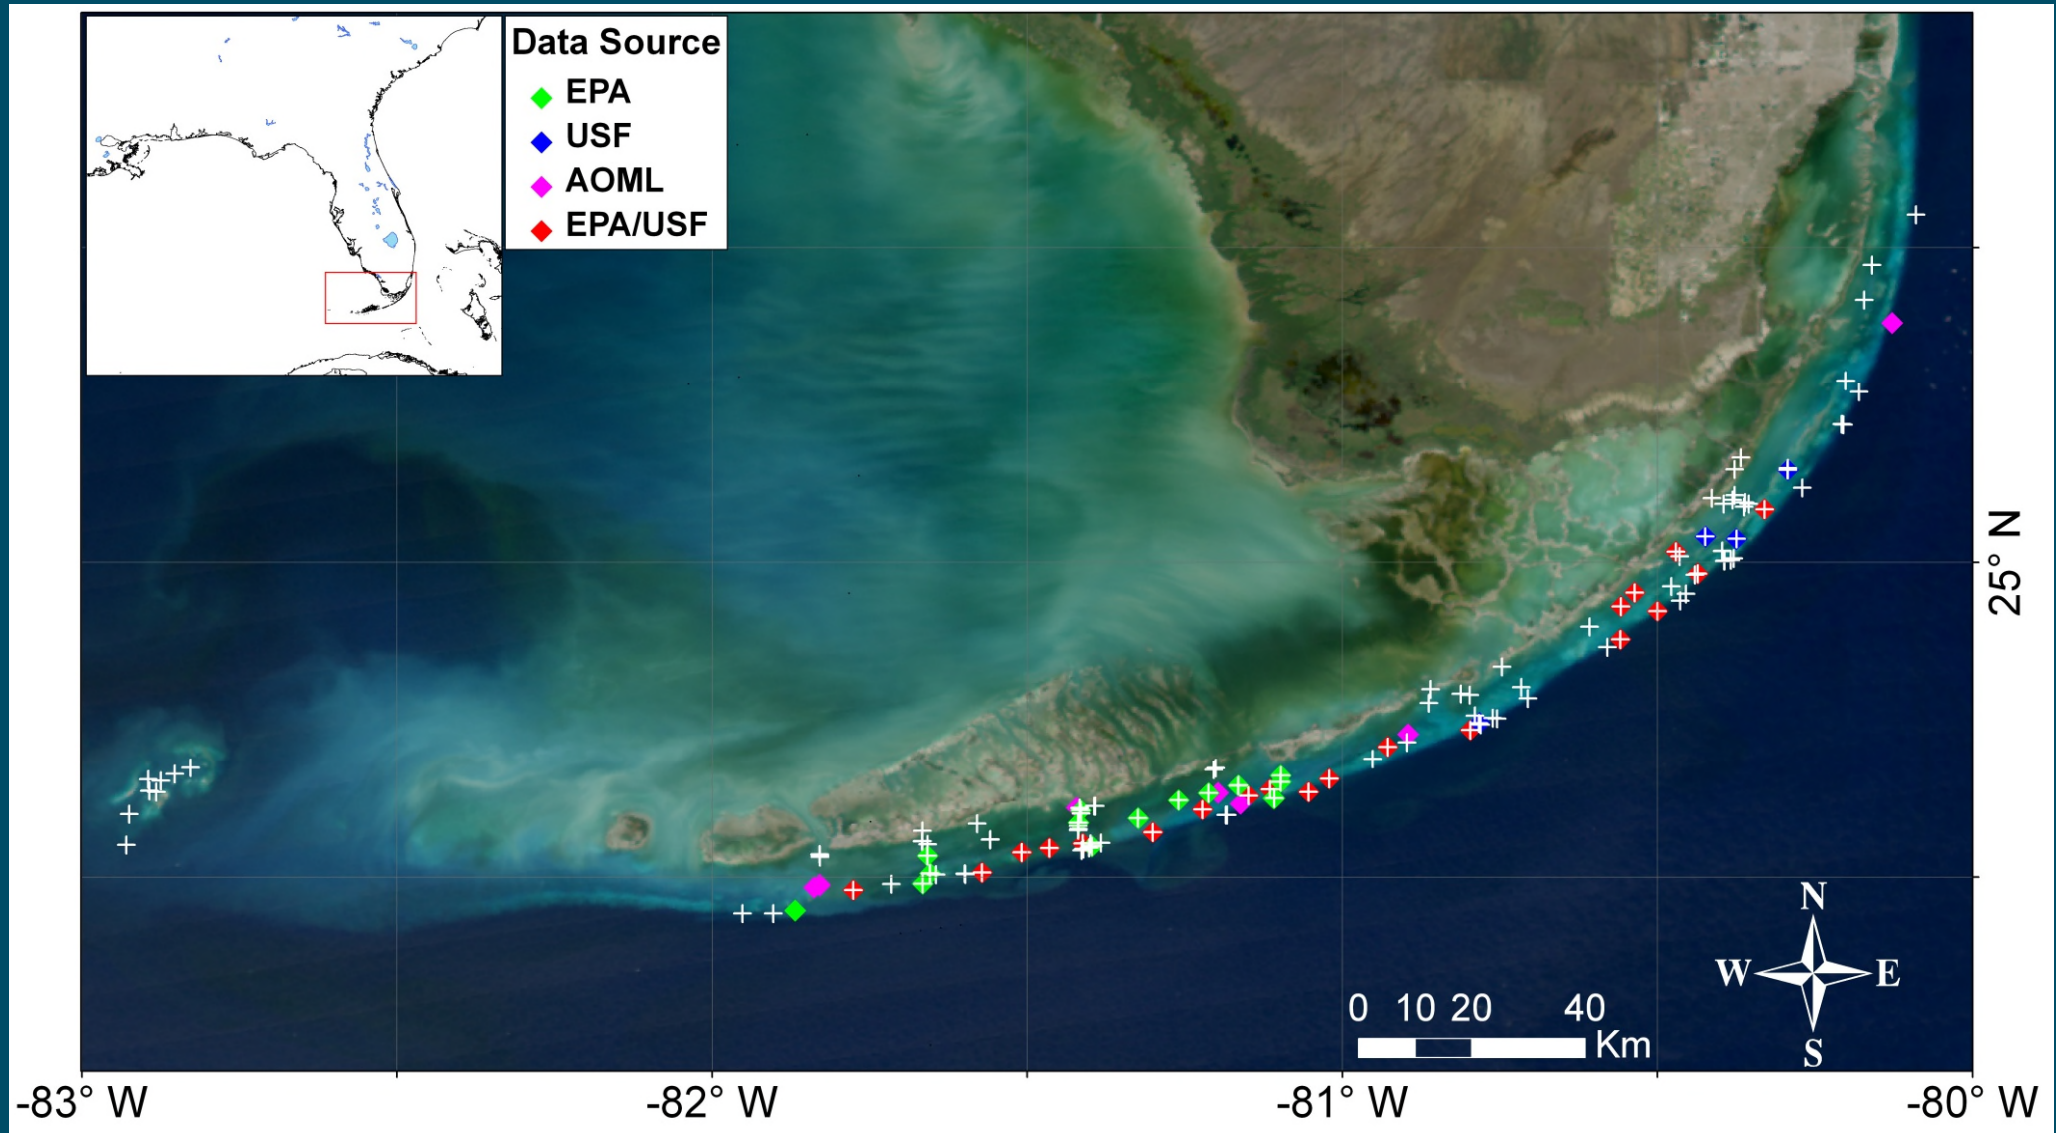 Data Source
EPA
USF
AOML
EPA/USF
25° N
N
W E
S
0 10 20 40
Km
-83° W -82° W -81° W -80° W